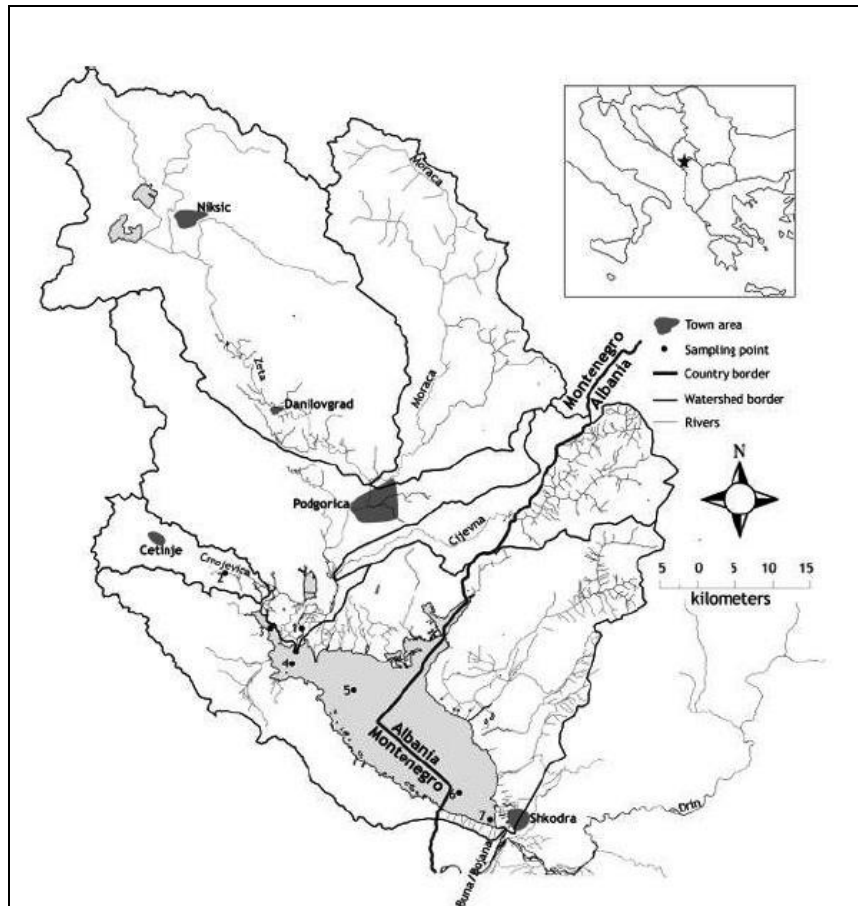 Moraca
Niksic
Town area
Sampling point
Country border
Watershed border
Rivers
Montenegro
Albania
Zeta
Moraca
Danilovgrad
N
Podgorica
Cijevna
Cetinje
Crnojevica
2
5 0 5 10 15
kilometers
3
1
4
5
Albania
Montenegro
6
7
Shkodra
Drin
Buna/Bojana